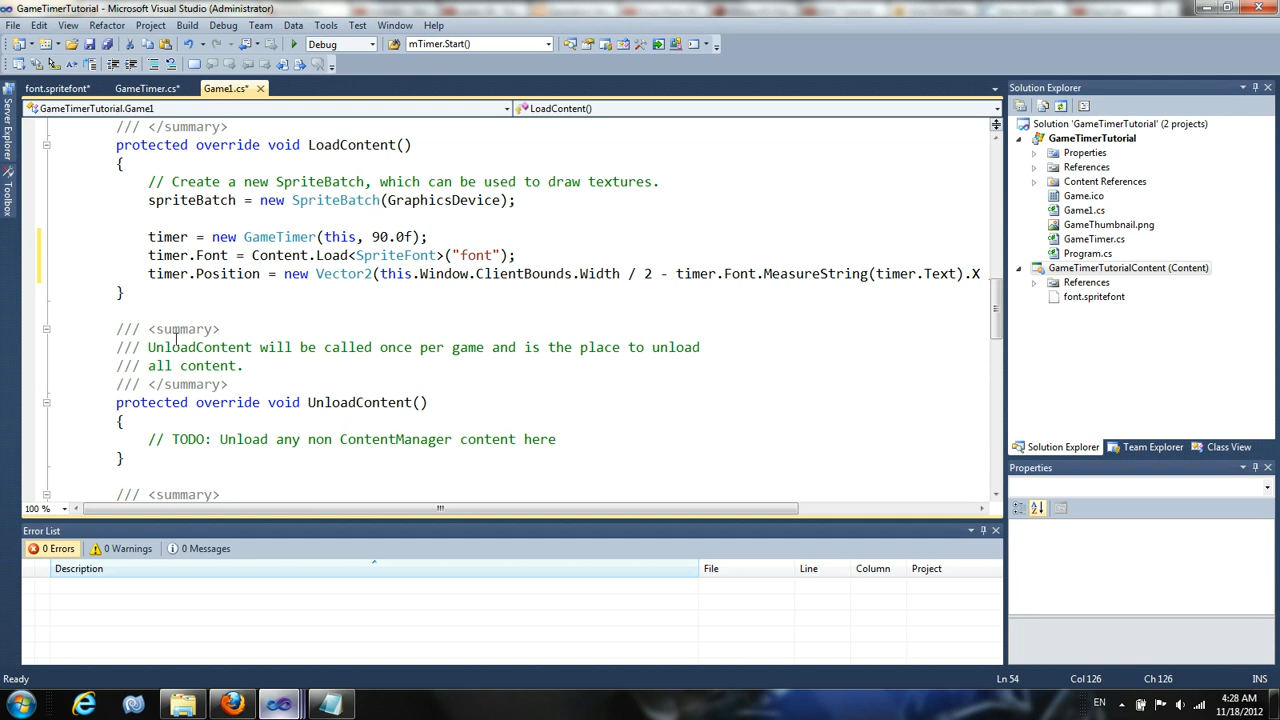 GameTimerTutorial - Microsoft Visual Studio (Administrator)
File Edit View Refactor Project Build Debug Team Data Tools Test Window Help
Debug mTimer.Start()
font.spritefont* GameTimer.cs* Game1.cs*
GameTimerTutorial.Game1 LoadContent()
/// </summary>
protected override void LoadContent()
{
// Create a new SpriteBatch, which can be used to draw textures.
spriteBatch = new SpriteBatch(GraphicsDevice);
timer = new GameTimer(this, 90.0f);
timer.Font = Content.Load<SpriteFont>("font");
timer.Position = new Vector2(this.Window.ClientBounds.Width / 2 - timer.Font.MeasureString(timer.Text).X
}
/// <summary>
/// UnloadContent will be called once per game and is the place to unload
/// all content.
/// </summary>
protected override void UnloadContent()
{
// TODO: Unload any non ContentManager content here
}
/// <summary>
100 %
Server Explorer
Toolbox
Solution Explorer
Solution 'GameTimerTutorial' (2 projects)
GameTimerTutorial
Properties
References
Content References
Game.ico
Game1.cs
GameThumbnail.png
GameTimer.cs
Program.cs
GameTimerTutorialContent (Content)
References
font.spritefont
Solution Explorer Team Explorer Class View
Properties
Error List
0 Errors 0 Warnings 0 Messages
Description File Line Column Project
Ready Ln 54 Col 126 Ch 126 INS
EN 4:28 AM
11/18/2012